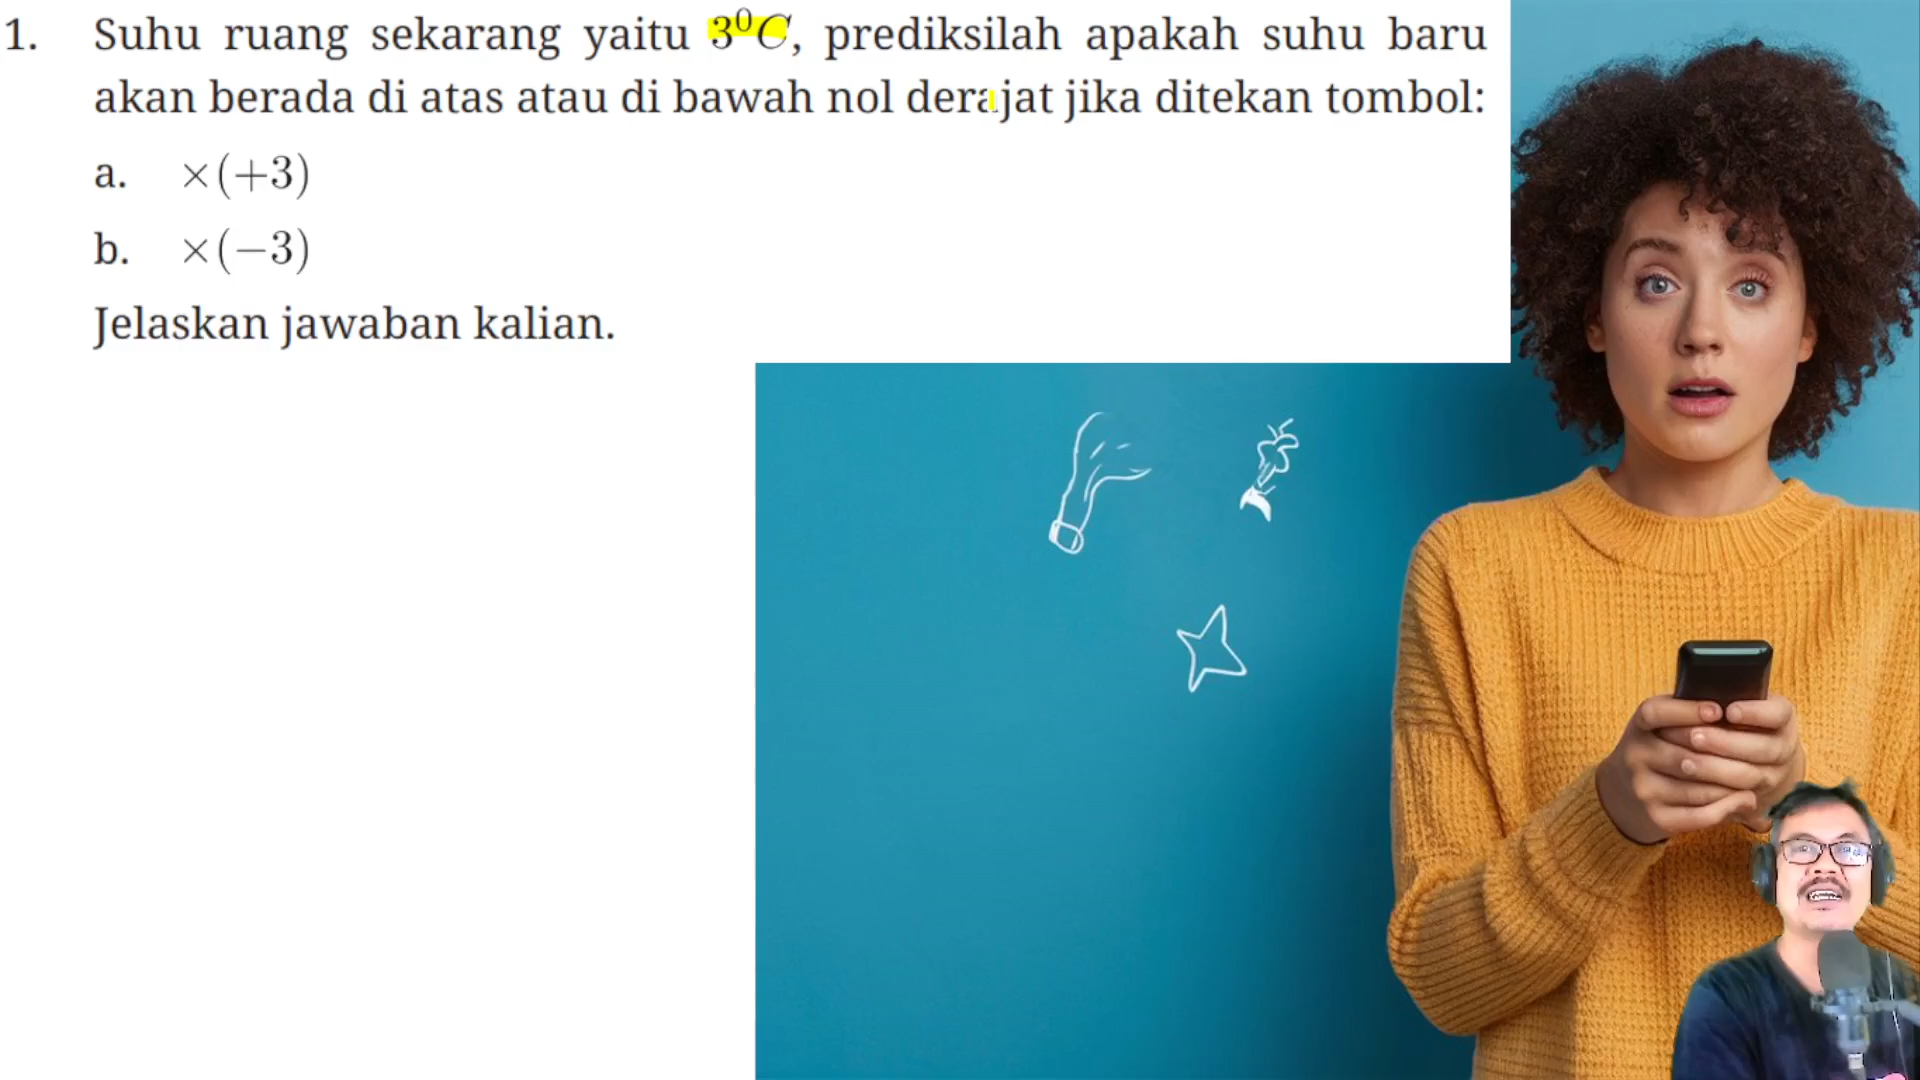 1. Suhu ruang sekarang yaitu 3⁰C, prediksilah apakah suhu baru
akan berada di atas atau di bawah nol derajat jika ditekan tombol:
a. ×(+3)
b. ×(−3)
Jelaskan jawaban kalian.